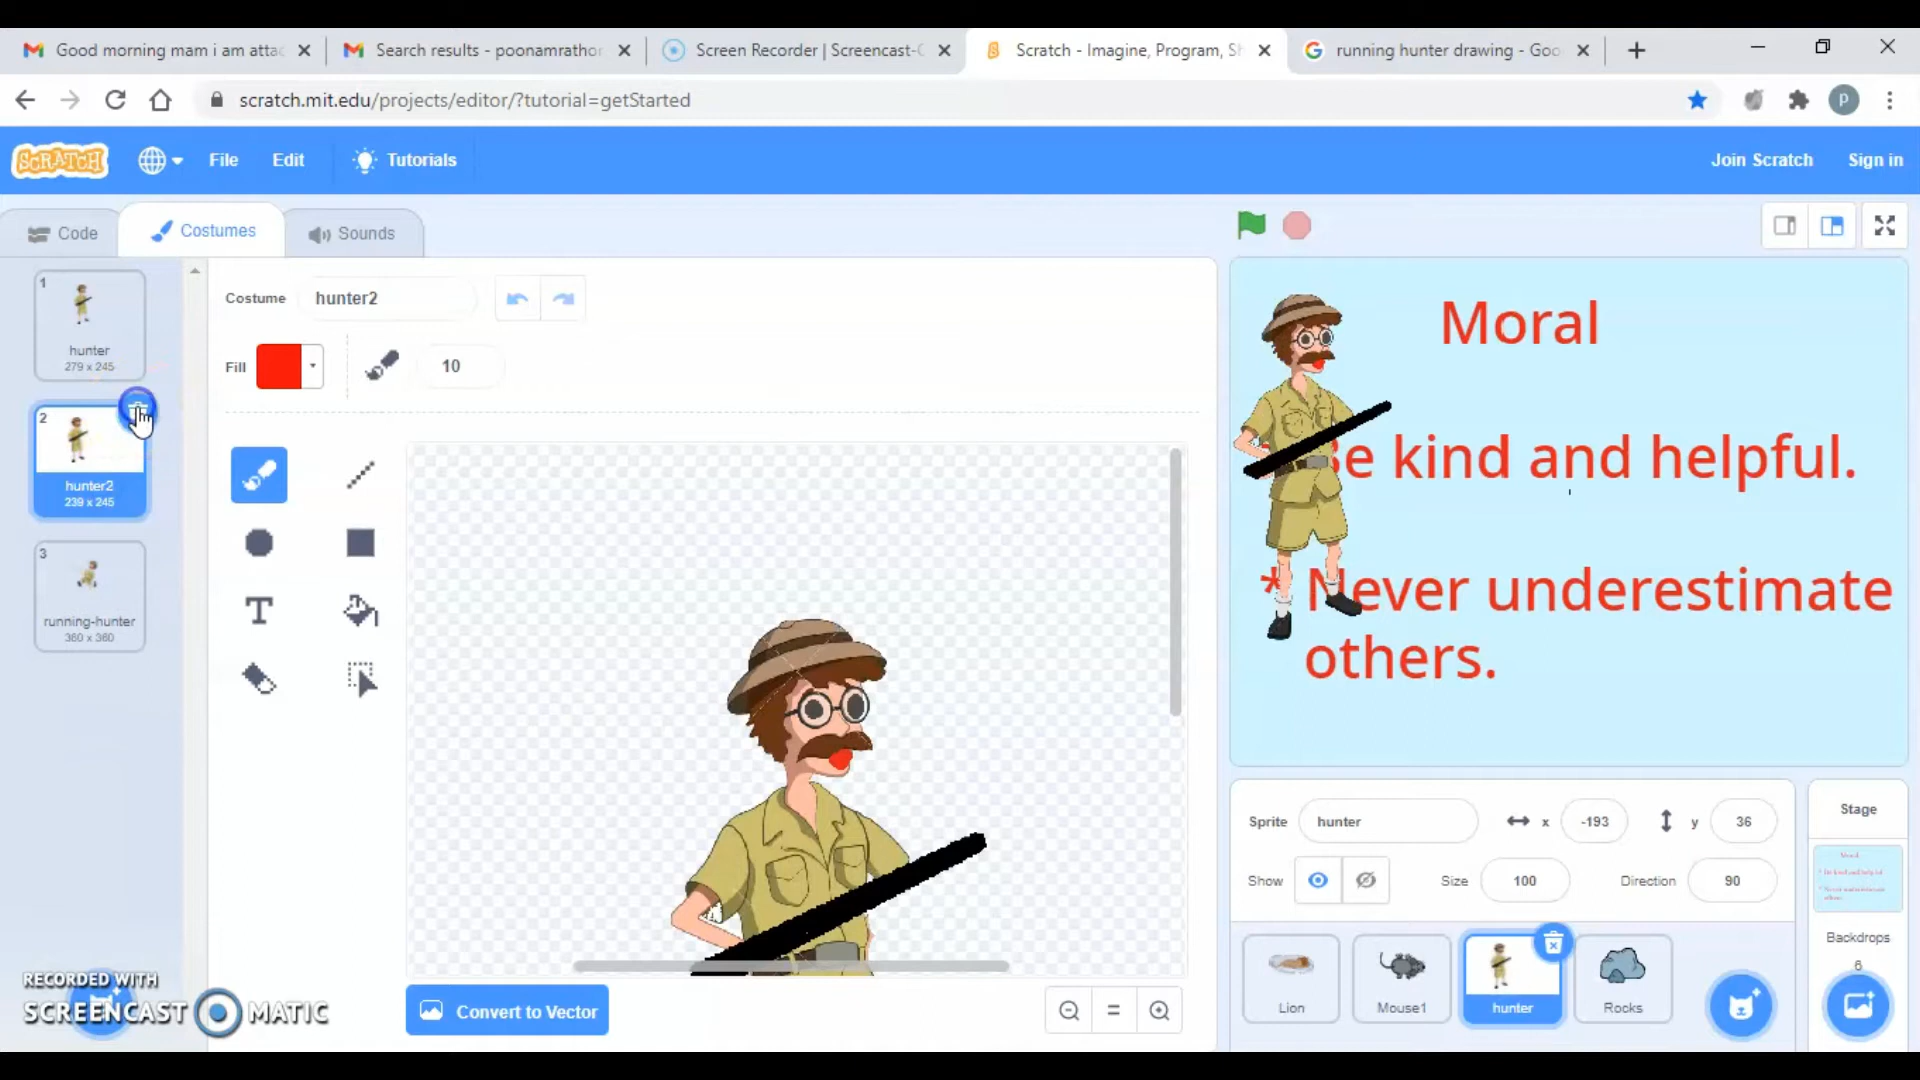 Good morning mam i am atta
Search results - poonamrathor
Screen Recorder | Screencast-O
Scratch - Imagine, Program, Sh
running hunter drawing - Goo
scratch.mit.edu/projects/editor/?tutorial=getStarted
P
SCRATCH
File
Edit
Tutorials
Join Scratch
Sign in
Code
Costumes
Sounds
1
hunter
279 x 245
2
hunter2
239 x 245
3
running-hunter
360 x 360
Costume
hunter2
Fill
10
T
Convert to Vector
Moral
e kind and helpful.
* Never underestimate
others.
Sprite
hunter
x
-193
y
36
Show
Size
100
Direction
90
Lion
Mouse1
hunter
Rocks
Stage
Backdrops
6
RECORDED WITH
SCREENCAST MATIC